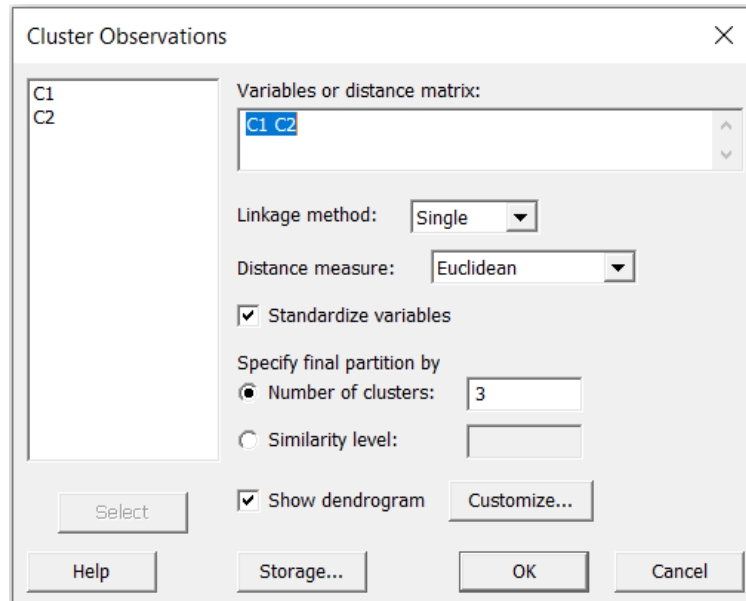 Cluster Observations
C1
C2
Variables or distance matrix:
C1 C2
Linkage method: Single
Distance measure: Euclidean
Standardize variables
Specify final partition by
Number of clusters: 3
Similarity level:
Show dendrogram Customize...
Select
Help Storage... OK Cancel